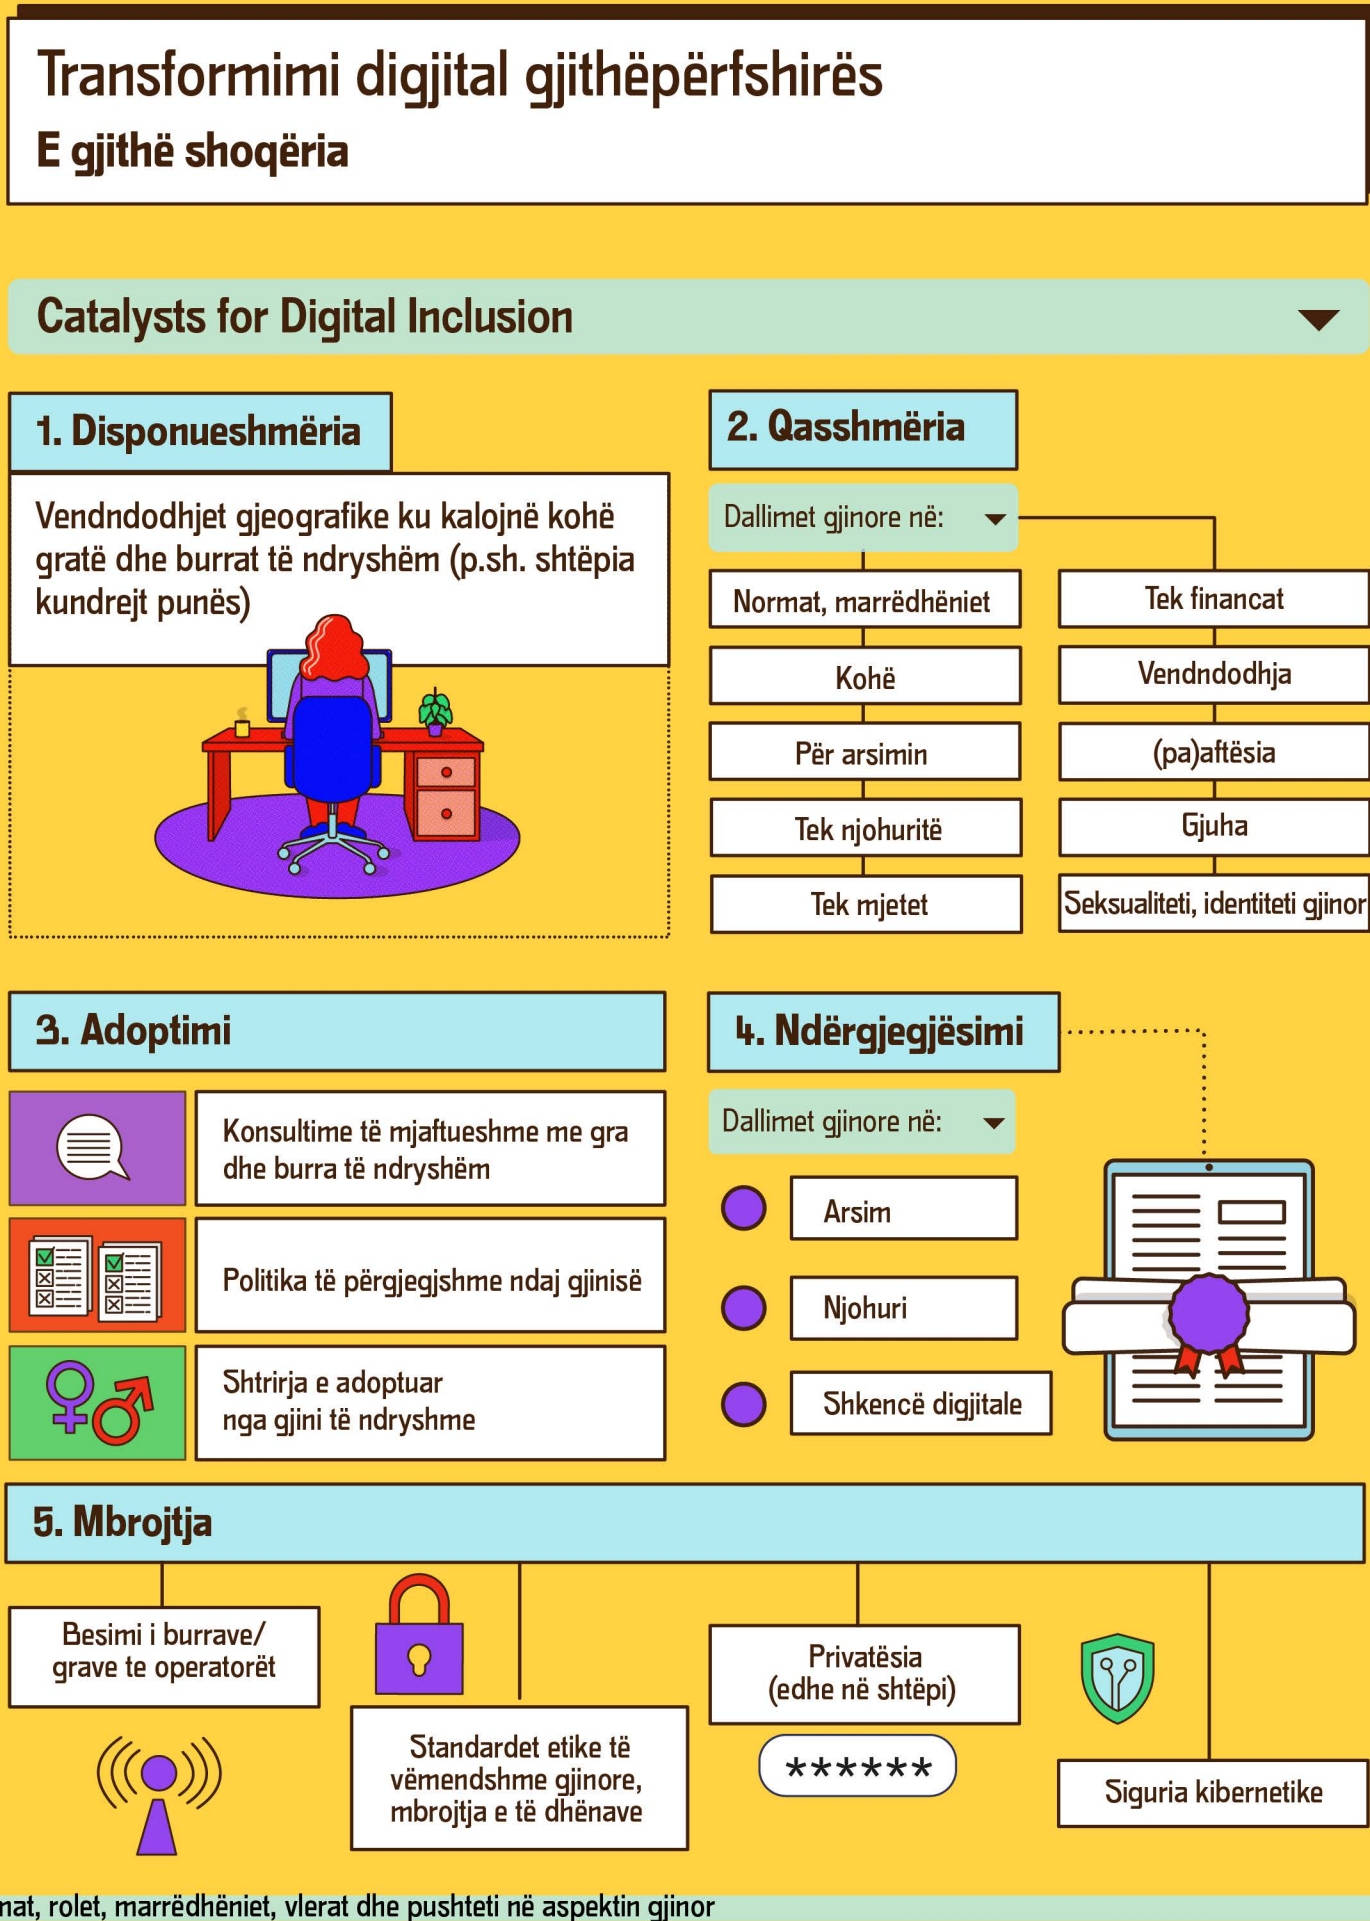 Transformimi digjital gjithëpërfshirës
E gjithë shoqëria
Catalysts for Digital Inclusion
1. Disponueshmëria
Vendndodhjet gjeografike ku kalojnë kohë
gratë dhe burrat të ndryshëm (p.sh. shtëpia
kundrejt punës)
2. Qasshmëria
Dallimet gjinore në:
Normat, marrëdhëniet
Kohë
Për arsimin
Tek njohuritë
Tek mjetet
Tek financat
Vendndodhja
(pa)aftësia
Gjuha
Seksualiteti, identiteti gjinor
3. Adoptimi
Konsultime të mjaftueshme me gra
dhe burra të ndryshëm
Politika të përgjegjshme ndaj gjinisë
Shtrirja e adoptuar
nga gjini të ndryshme
4. Ndërgjegjësimi
Dallimet gjinore në:
Arsim
Njohuri
Shkencë digjitale
5. Mbrojtja
Besimi i burrave/
grave te operatorët
Standardet etike të
vëmendshme gjinore,
mbrojtja e të dhënave
Privatësia
(edhe në shtëpi)
******
Siguria kibernetike
rolet, marrëdhëniet, vlerat dhe pushteti në aspektin gjinor